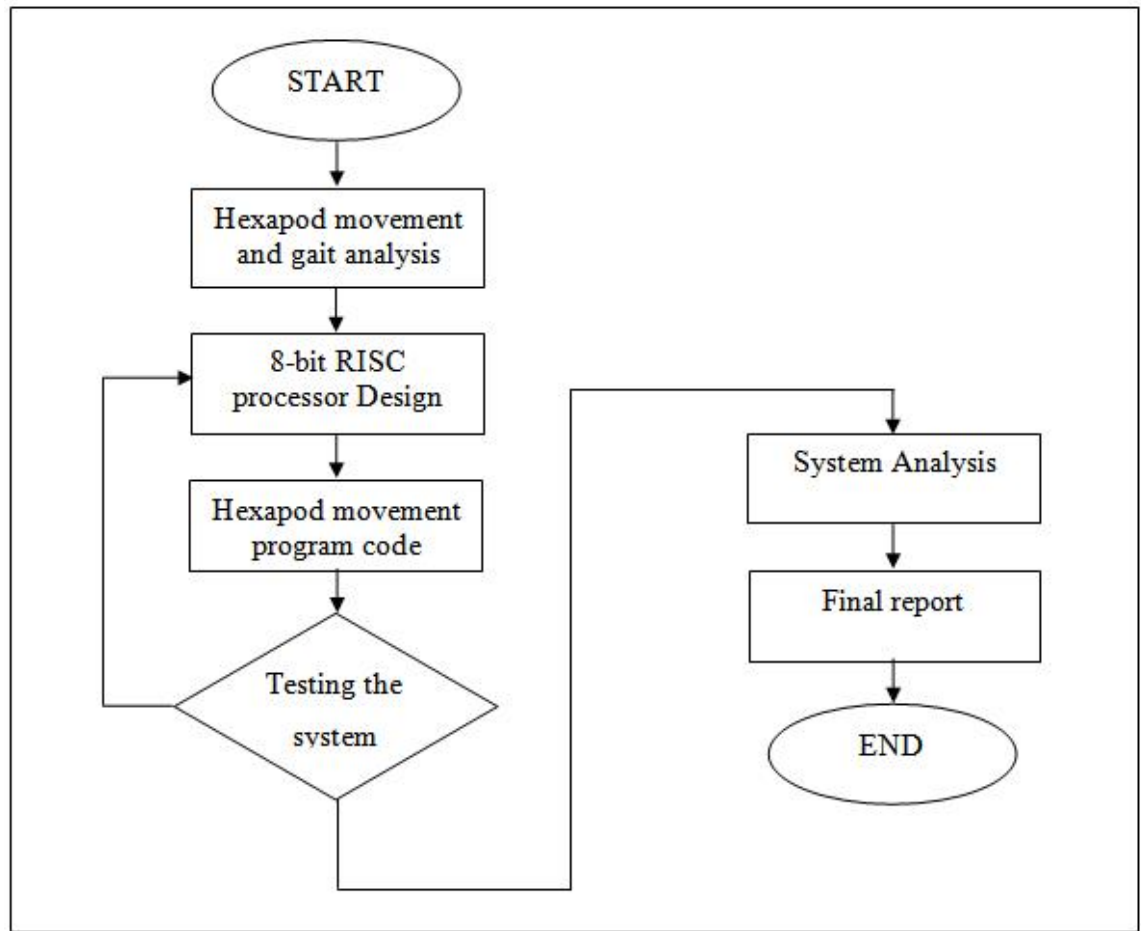 START
Hexapod movement
and gait analysis
8-bit RISC
processor Design
Hexapod movement
program code
Testing the
system
System Analysis
Final report
END